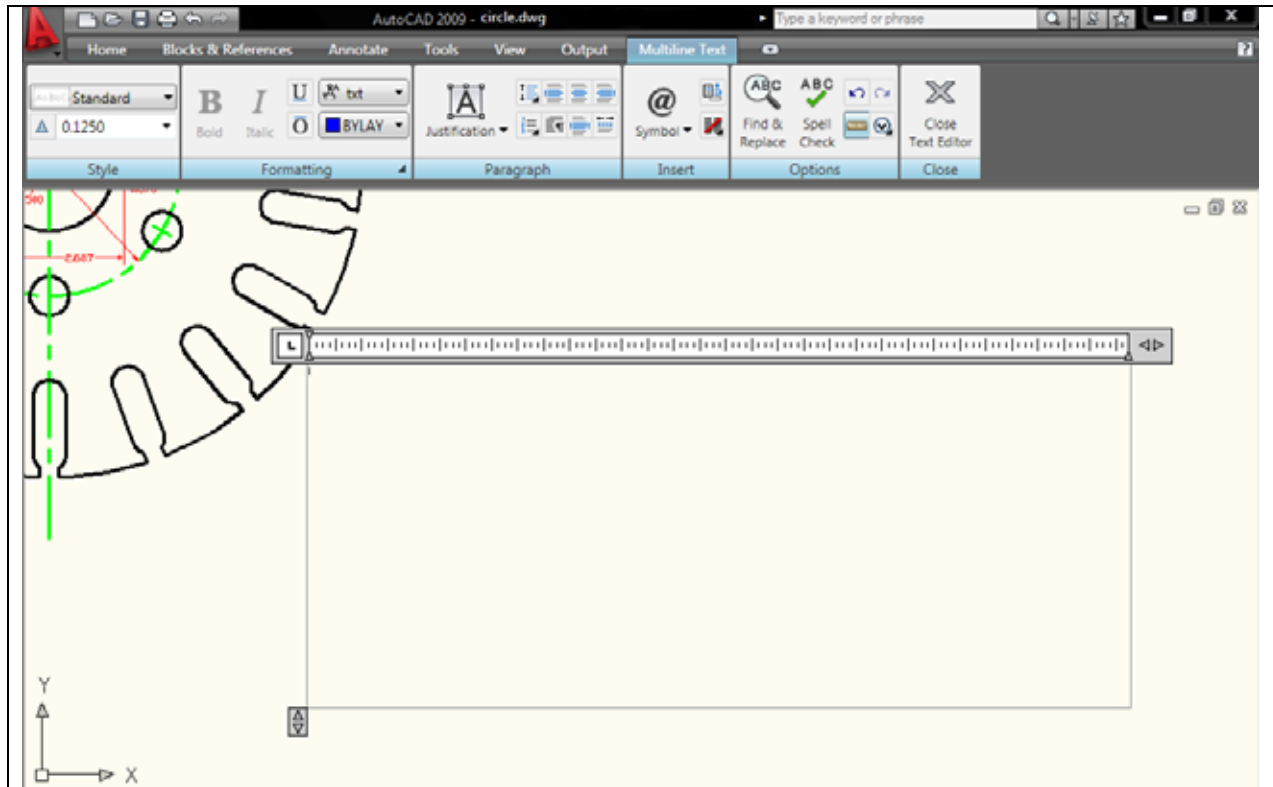 AutoCAD 2009 - circle.dwg Type a keyword or phrase
Home Blocks & References Annotate Tools View Output Multiline Text
Standard
0.1250
Style
B I U O
Bold Italic
txt
BYLAY
Formatting
A
Justification
Paragraph
@
Symbol
Insert
ABC ABC
Find & Replace
Spell Check
Options
X
Close Text Editor
Close
2.687
L
Y
X